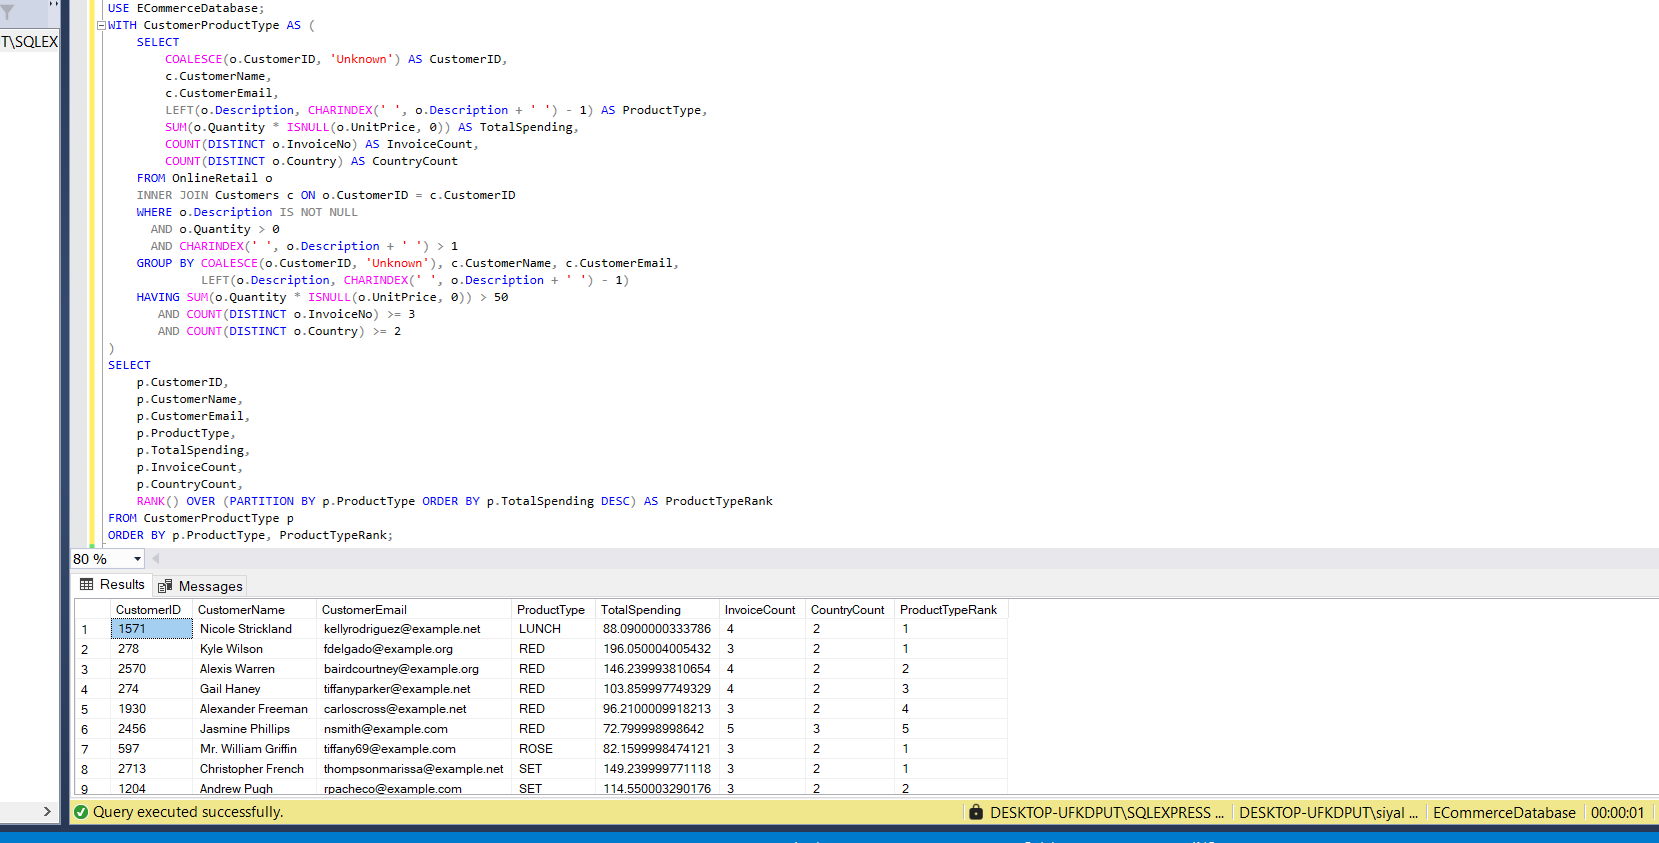 USE ECommerceDatabase;
WITH CustomerProductType AS (
SELECT
COALESCE(o.CustomerID, 'Unknown') AS CustomerID,
c.CustomerName,
c.CustomerEmail,
LEFT(o.Description, CHARINDEX(' ', o.Description + ' ') - 1) AS ProductType,
SUM(o.Quantity * ISNULL(o.UnitPrice, 0)) AS TotalSpending,
COUNT(DISTINCT o.InvoiceNo) AS InvoiceCount,
COUNT(DISTINCT o.Country) AS CountryCount
FROM OnlineRetail o
INNER JOIN Customers c ON o.CustomerID = c.CustomerID
WHERE o.Description IS NOT NULL
AND o.Quantity > 0
AND CHARINDEX(' ', o.Description + ' ') > 1
GROUP BY COALESCE(o.CustomerID, 'Unknown'), c.CustomerName, c.CustomerEmail,
LEFT(o.Description, CHARINDEX(' ', o.Description + ' ') - 1)
HAVING SUM(o.Quantity * ISNULL(o.UnitPrice, 0)) > 50
AND COUNT(DISTINCT o.InvoiceNo) >= 3
AND COUNT(DISTINCT o.Country) >= 2
)
SELECT
p.CustomerID,
p.CustomerName,
p.CustomerEmail,
p.ProductType,
p.TotalSpending,
p.InvoiceCount,
p.CountryCount,
RANK() OVER (PARTITION BY p.ProductType ORDER BY p.TotalSpending DESC) AS ProductTypeRank
FROM CustomerProductType p
ORDER BY p.ProductType, ProductTypeRank;
T\SQLEX
80 %
Results Messages
CustomerID CustomerName CustomerEmail ProductType TotalSpending InvoiceCount CountryCount ProductTypeRank
1 1571 Nicole Strickland kellyrodriguez@example.net LUNCH 88.0900000333786 4 2 1
2 278 Kyle Wilson fdelgado@example.org RED 196.050004005432 3 2 1
3 2570 Alexis Warren bairdcourtney@example.org RED 146.239993810654 4 2 2
4 274 Gail Haney tiffanyparker@example.net RED 103.859997749329 4 2 3
5 1930 Alexander Freeman carloscross@example.net RED 96.2100009918213 3 2 4
6 2456 Jasmine Phillips nsmith@example.com RED 72.799998998642 5 3 5
7 597 Mr. William Griffin tiffany69@example.com ROSE 82.1599998474121 3 2 1
8 2713 Christopher French thompsonmarissa@example.net SET 149.239999771118 3 2 1
9 1204 Andrew Pugh rpacheco@example.com SET 114.550003290176 3 2 2
Query executed successfully. DESKTOP-UFKDPUT\SQLEXPRESS ... DESKTOP-UFKDPUT\siyal ... ECommerceDatabase 00:00:01